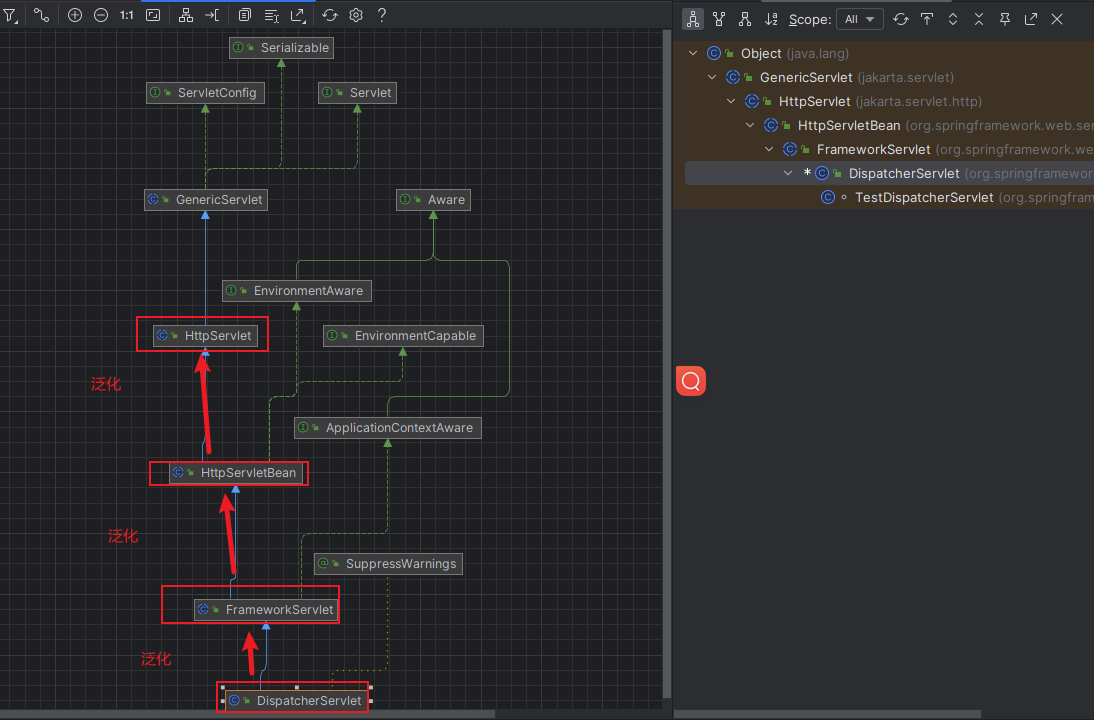 1:1
?
Scope:
All
Serializable
ServletConfig
Servlet
GenericServlet
Aware
EnvironmentAware
HttpServlet
EnvironmentCapable
泛化
ApplicationContextAware
HttpServletBean
泛化
SuppressWarnings
FrameworkServlet
泛化
DispatcherServlet
Object (java.lang)
GenericServlet (jakarta.servlet)
HttpServlet (jakarta.servlet.http)
HttpServletBean (org.springframework.web.ser
FrameworkServlet (org.springframework.we
* DispatcherServlet (org.springframewor
TestDispatcherServlet (org.springfram